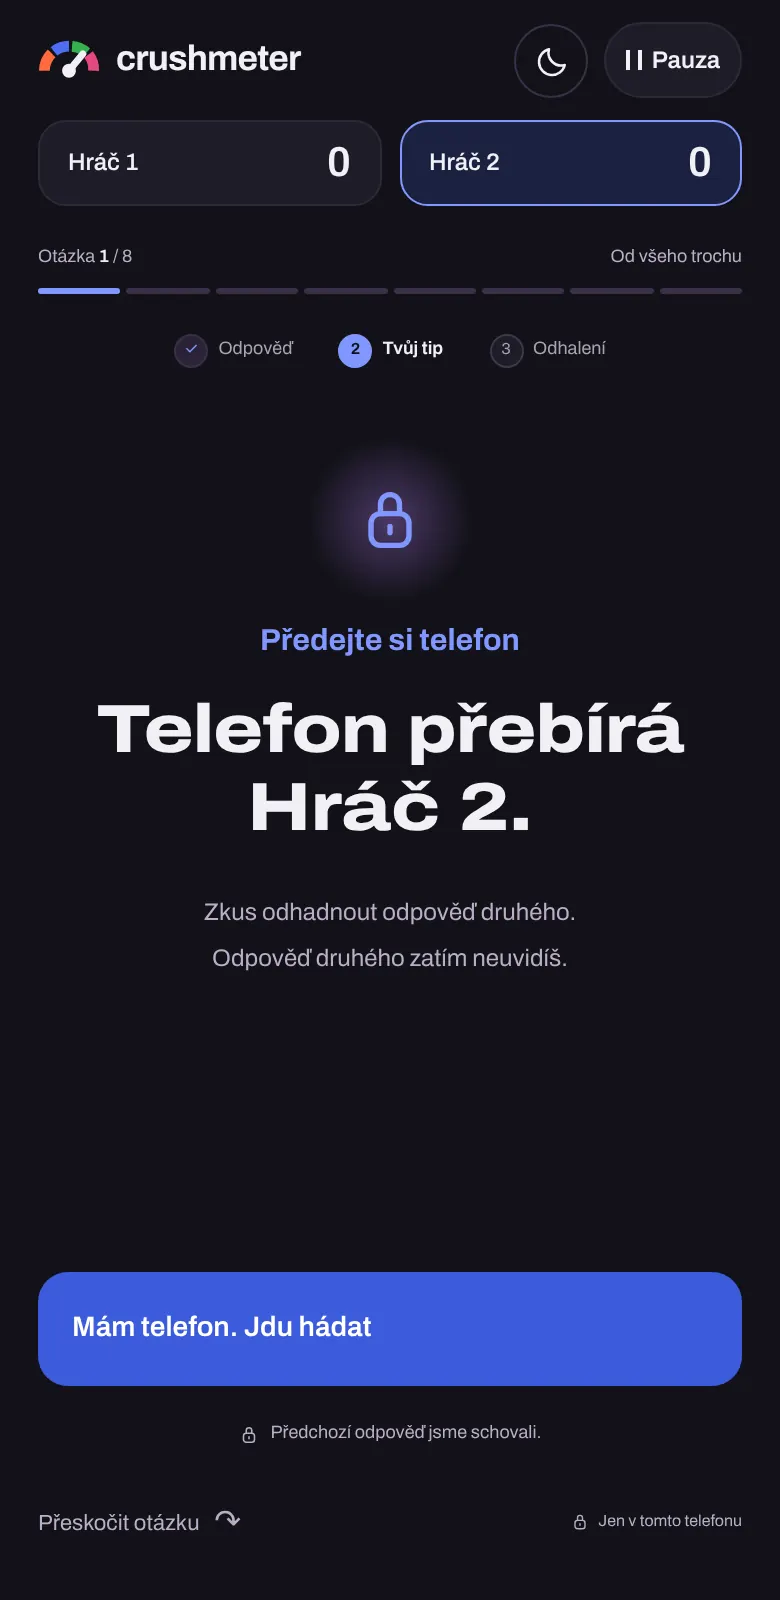 crushmeter
Pauza
Hráč 1 0
Hráč 2 0
Otázka 1 / 8
Od všeho trochu
Odpověď
2 Tvůj tip
3 Odhalení
Předejte si telefon
Telefon přebírá
Hráč 2.
Zkus odhadnout odpověď druhého.
Odpověď druhého zatím neuvidíš.
Mám telefon. Jdu hádat
Předchozí odpověď jsme schovali.
Přeskočit otázku
Jen v tomto telefonu